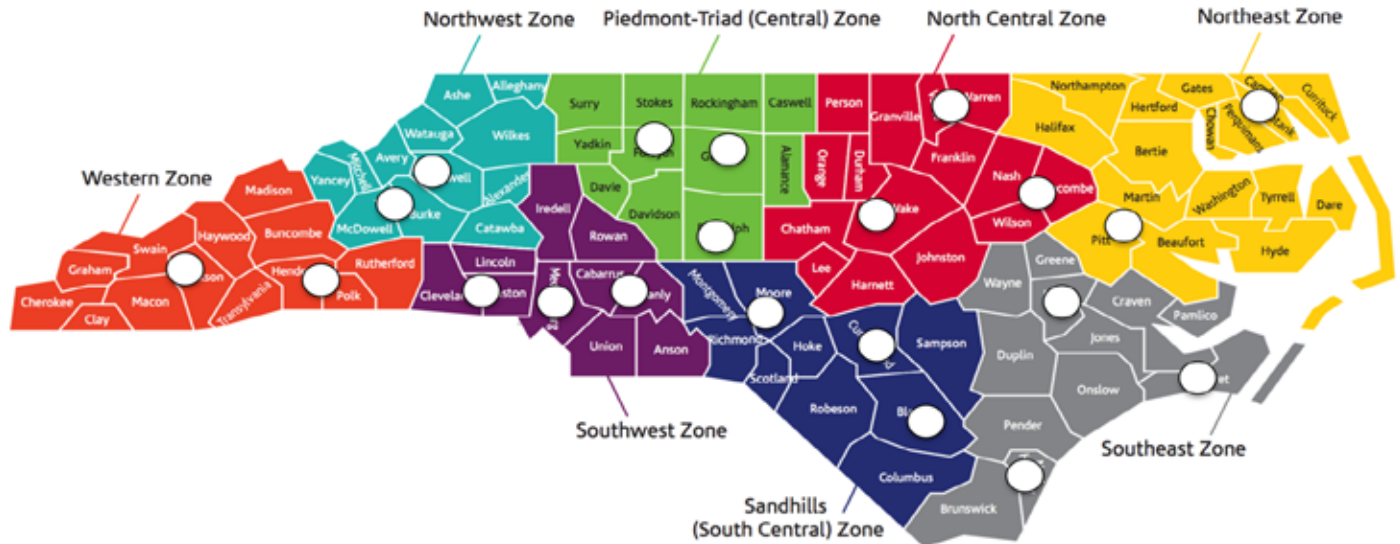 Northwest Zone
Piedmont-Triad (Central) Zone
North Central Zone
Northeast Zone
Western Zone
Southwest Zone
Sandhills
(South Central) Zone
Southeast Zone
Ashe
Alleghany
Surry
Stokes
Rockingham
Caswell
Person
Granville
Warren
Northampton
Gates
Currituck
Hertford
Halifax
Chowan
Perquimans
Watauga
Wilkes
Yadkin
Alamance
Orange
Durham
Franklin
Nash
Bertie
Avery
Mitchell
Yancey
Alexander
Davie
Davidson
Madison
McDowell
Burke
Catawba
Iredell
Rowan
Chatham
Wake
Wilson
Martin
Washington
Tyrrell
Dare
Haywood
Buncombe
Swain
Graham
Rutherford
Lincoln
Cabarrus
Lee
Johnston
Harnett
Greene
Wayne
Pitt
Beaufort
Hyde
Cherokee
Clay
Macon
Transylvania
Polk
Cleveland
Montgomery
Moore
Craven
Pamlico
Jones
Union
Anson
Richmond
Hoke
Scotland
Sampson
Duplin
Onslow
Robeson
Pender
Columbus
Brunswick